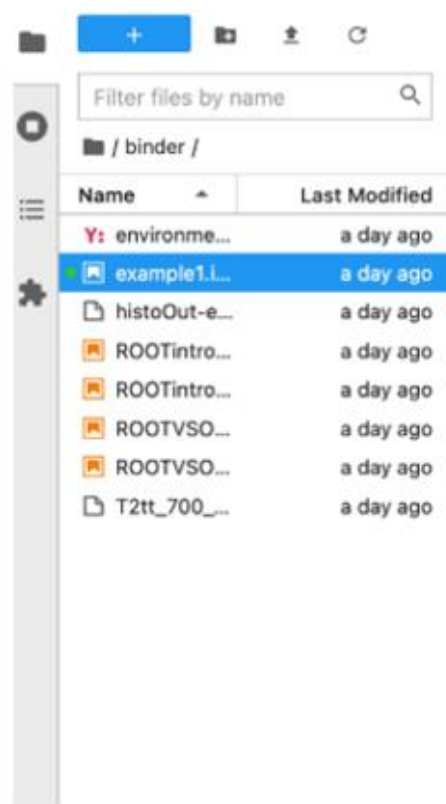 +
Filter files by name
/ binder /
Name Last Modified
Y: environme... a day ago
example1.i... a day ago
histoOut-e... a day ago
ROOTintro... a day ago
ROOTintro... a day ago
ROOTVSO... a day ago
ROOTVSO... a day ago
T2tt_700_... a day ago